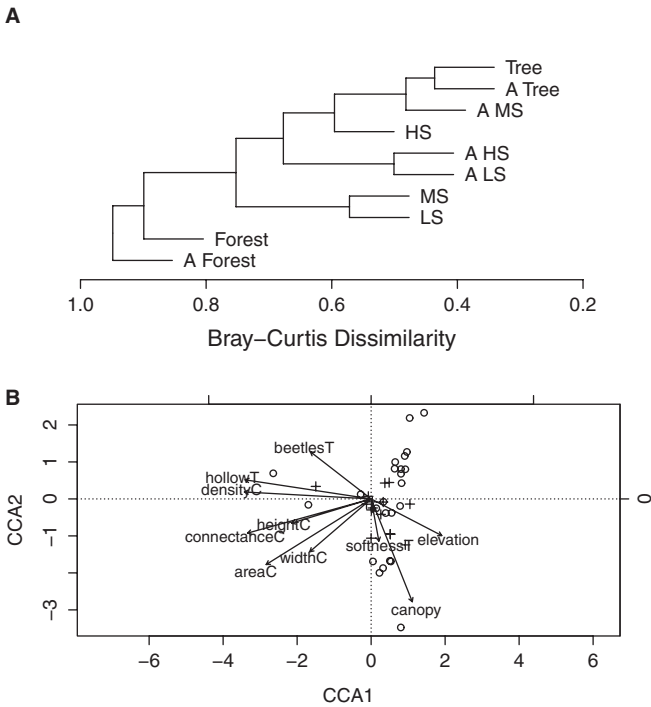 A
Tree
A Tree
A MS
HS
A HS
A LS
MS
LS
Forest
A Forest
1.0 0.8 0.6 0.4 0.2
Bray–Curtis Dissimilarity
B
CCA2
2
1
0
−1
−3
beetlesT
hollowT
densityC
heightC
connectanceC
widthC
areaC
softnessT
elevation
canopy
0
−6 −4 −2 0 2 4 6
CCA1